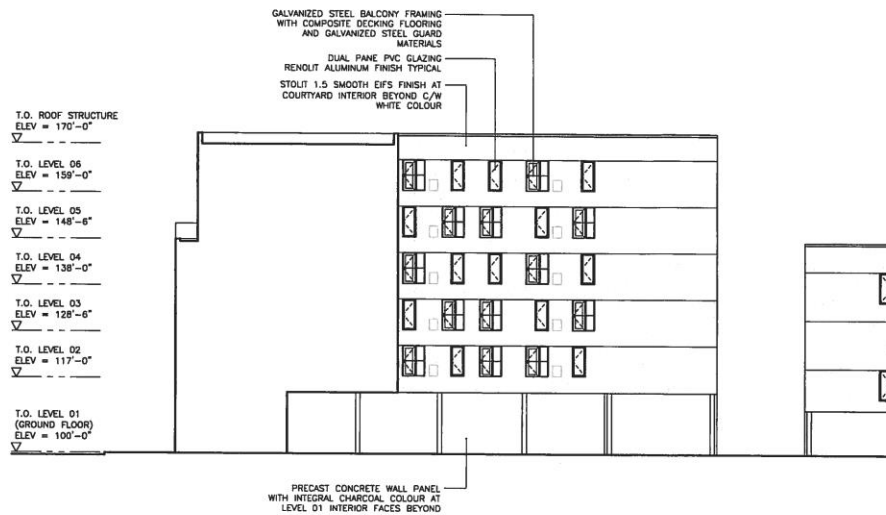 GALVANIZED STEEL BALCONY FRAMING
WITH COMPOSITE DECKING FLOORING
AND GALVANIZED STEEL GUARD
MATERIALS
DUAL PANE PVC GLAZING
RENOLIT ALUMINUM FINISH TYPICAL
STOLIT 1.5 SMOOTH EIFS FINISH AT
COURTYARD INTERIOR BEYOND C/W
WHITE COLOUR
T.O. ROOF STRUCTURE
ELEV = 170'-0"
T.O. LEVEL 06
ELEV = 159'-0"
T.O. LEVEL 05
ELEV = 148'-6"
T.O. LEVEL 04
ELEV = 138'-0"
T.O. LEVEL 03
ELEV = 128'-6"
T.O. LEVEL 02
ELEV = 117'-0"
T.O. LEVEL 01
(GROUND FLOOR)
ELEV = 100'-0"
PRECAST CONCRETE WALL PANEL
WITH INTEGRAL CHARCOAL COLOUR AT
LEVEL 01 INTERIOR FACES BEYOND